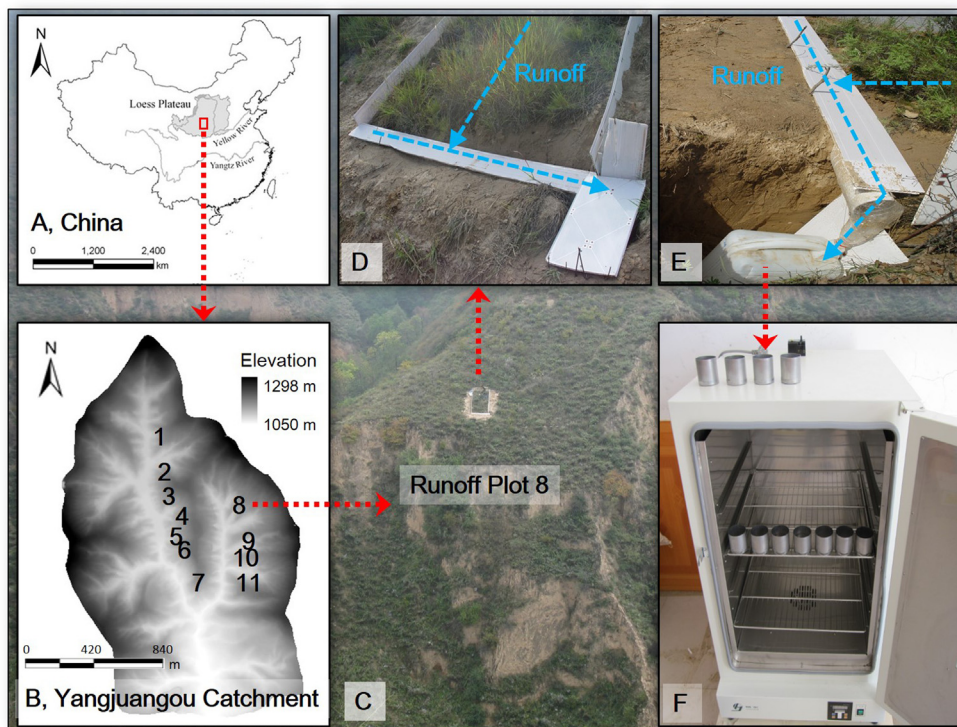 N
Loess Plateau
Yellow River
Yangtz River
A, China
0 1,200 2,400
km
Runoff
D
Runoff
E
N
Elevation
1298 m
1050 m
1
2
3
4
5
6
7
8
9
10
11
0 420 840
m
B, Yangjuangou Catchment
Runoff Plot 8
C
F